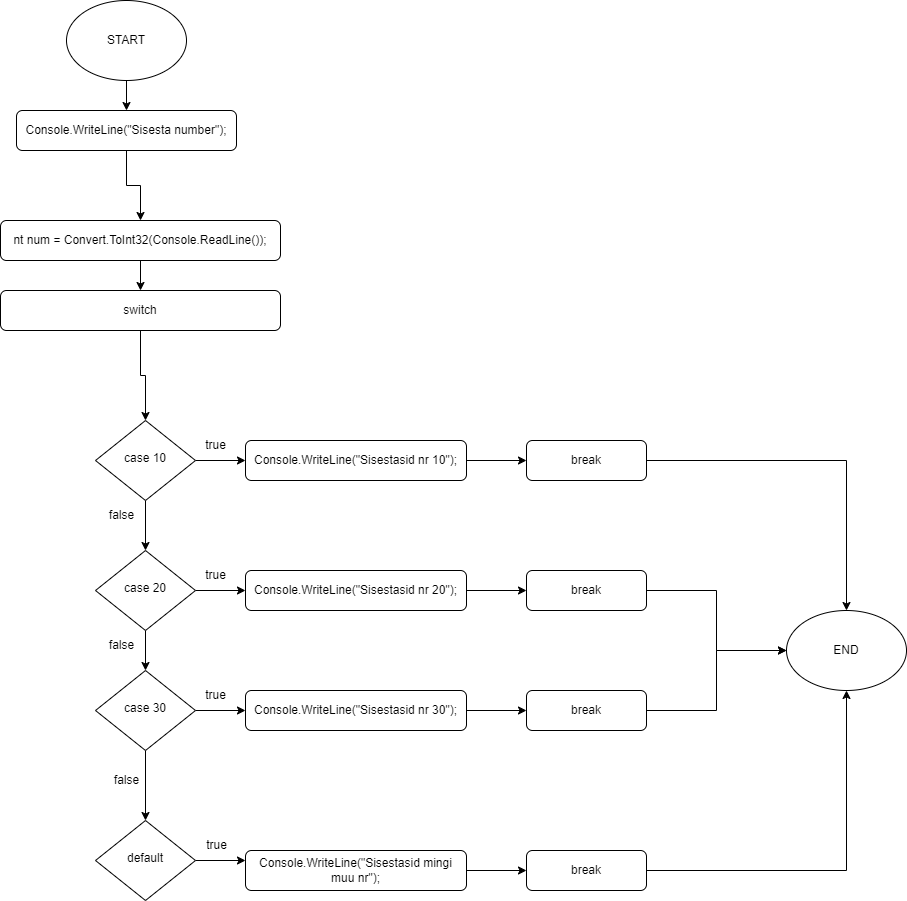 START
Console.WriteLine("Sisesta number");
nt num = Convert.ToInt32(Console.ReadLine());
switch
case 10
true
Console.WriteLine("Sisestasid nr 10");
break
false
case 20
true
Console.WriteLine("Sisestasid nr 20");
break
false
END
case 30
true
Console.WriteLine("Sisestasid nr 30");
break
false
default
true
Console.WriteLine("Sisestasid mingi
muu nr");
break